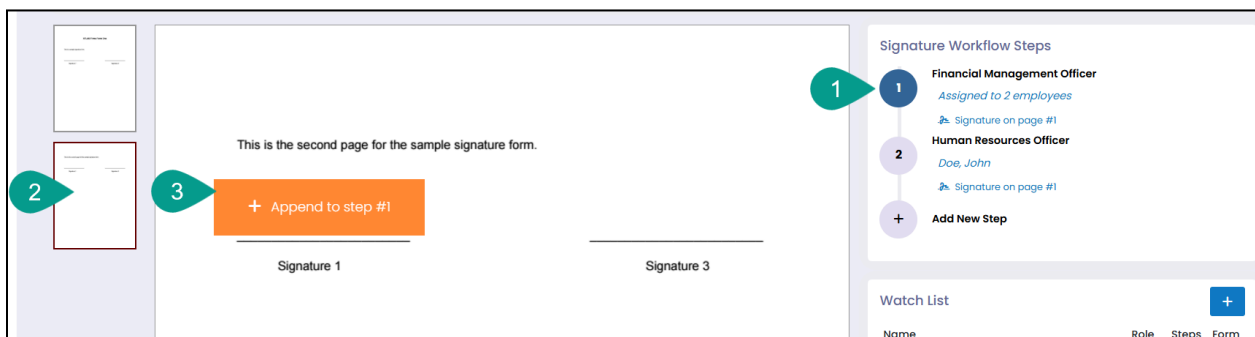 2
This is the second page for the sample signature form.
3
+ Append to step #1
Signature 1
Signature 3
Signature Workflow Steps
1
1
Financial Management Officer
Assigned to 2 employees
Signature on page #1
2
Human Resources Officer
Doe, John
Signature on page #1
+
Add New Step
Watch List
+
Name Role Steps Form